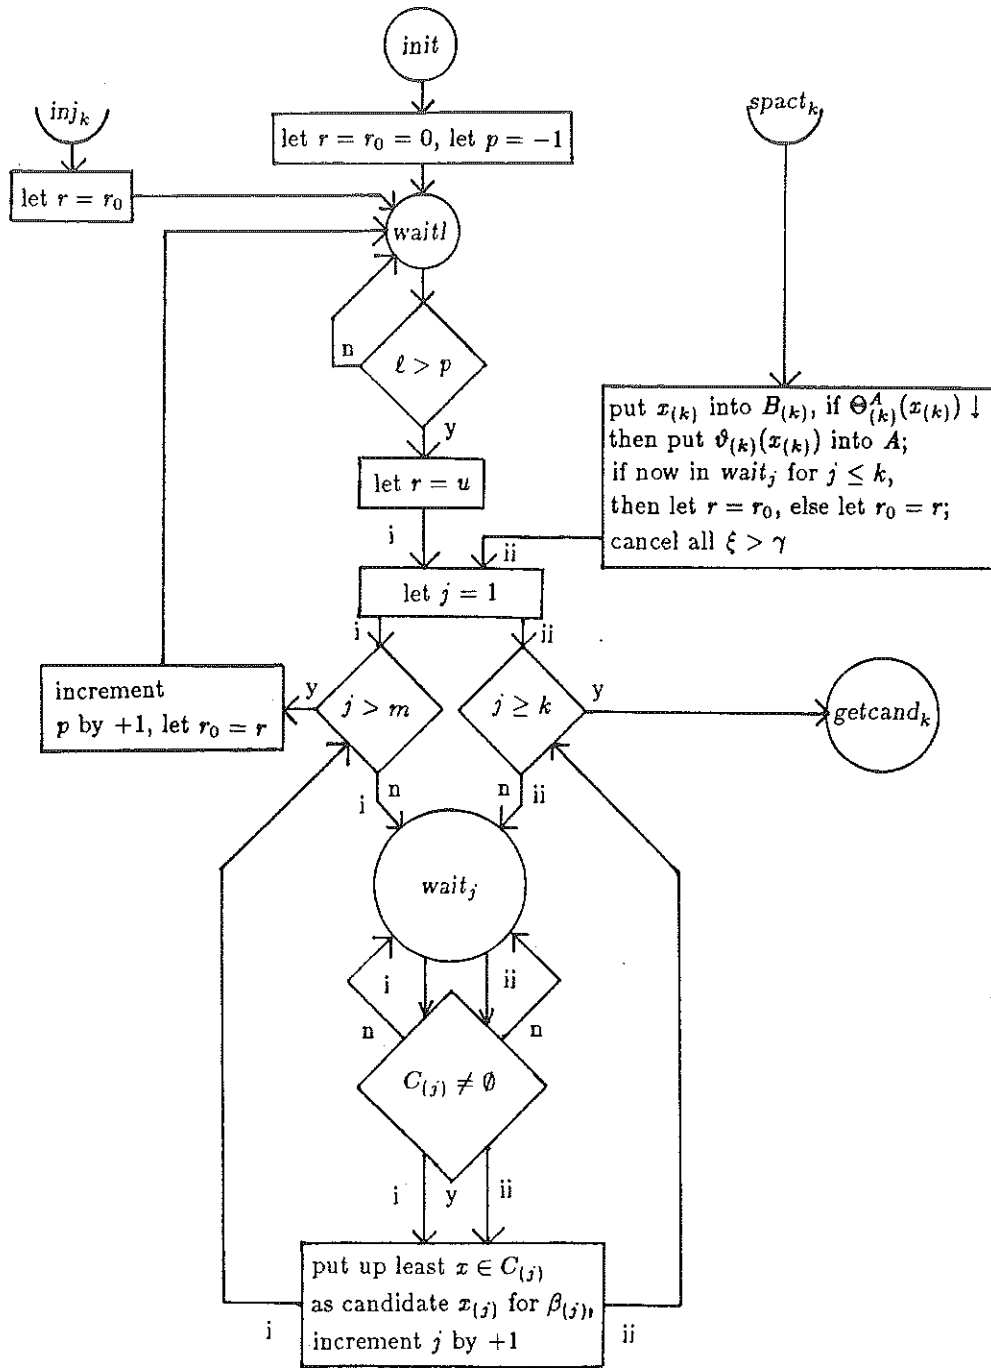 init
inj_k
spact_k
let r = r_0 = 0, let p = −1
let r = r_0
waitl
n
ℓ > p
y
put x_(k) into B_(k), if Θ^A_(k)(x_(k)) ↓
then put ϑ_(k)(x_(k)) into A;
if now in wait_j for j ≤ k,
then let r = r_0, else let r_0 = r;
cancel all ξ > γ
let r = u
i
ii
let j = 1
i
ii
increment
p by +1, let r_0 = r
y
j > m
j ≥ k
y
getcand_k
n
i
n
ii
wait_j
i
ii
n
n
C_(j) ≠ ∅
i
y
ii
put up least x ∈ C_(j)
as candidate x_(j) for β_(j),
increment j by +1
i
ii